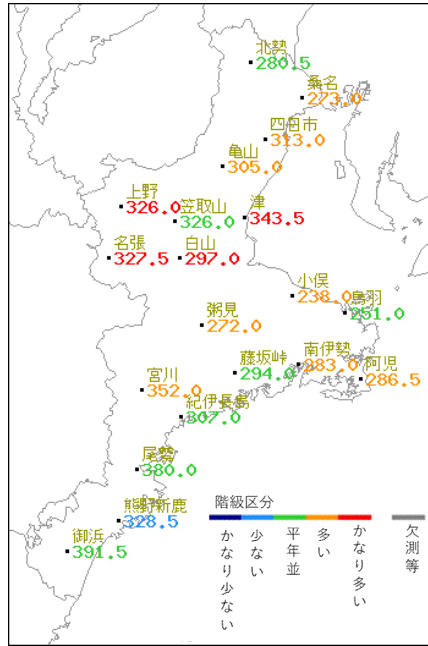 北勢
280.5
桑名
273.0
四日市
313.0
亀山
305.0
上野
326.0
笠取山
326.0
津
343.5
名張
327.5
白山
297.0
小俣
238.0
鳥羽
251.0
粥見
272.0
藤坂峠
294.0
南伊勢
283.0
阿児
286.5
宮川
352.0
紀伊長島
307.0
尾鷲
380.0
熊野新鹿
328.5
御浜
391.5
階級区分
かなり少ない
少ない
平年並
多い
かなり多い
欠測等